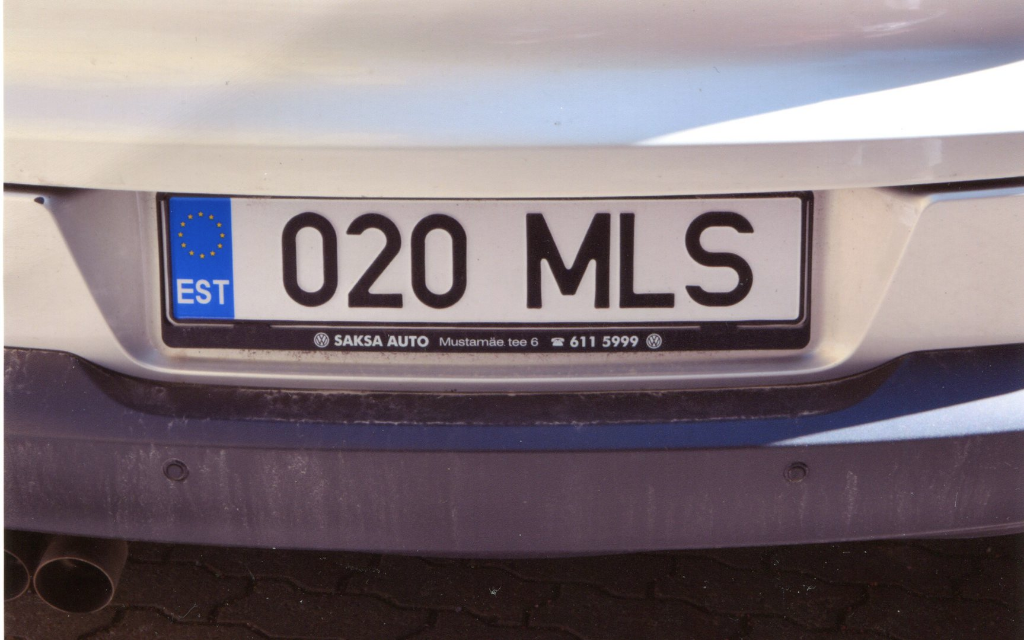 EST 020 MLS
SAKSA AUTO Mustamäe tee 6 ☎ 611 5999